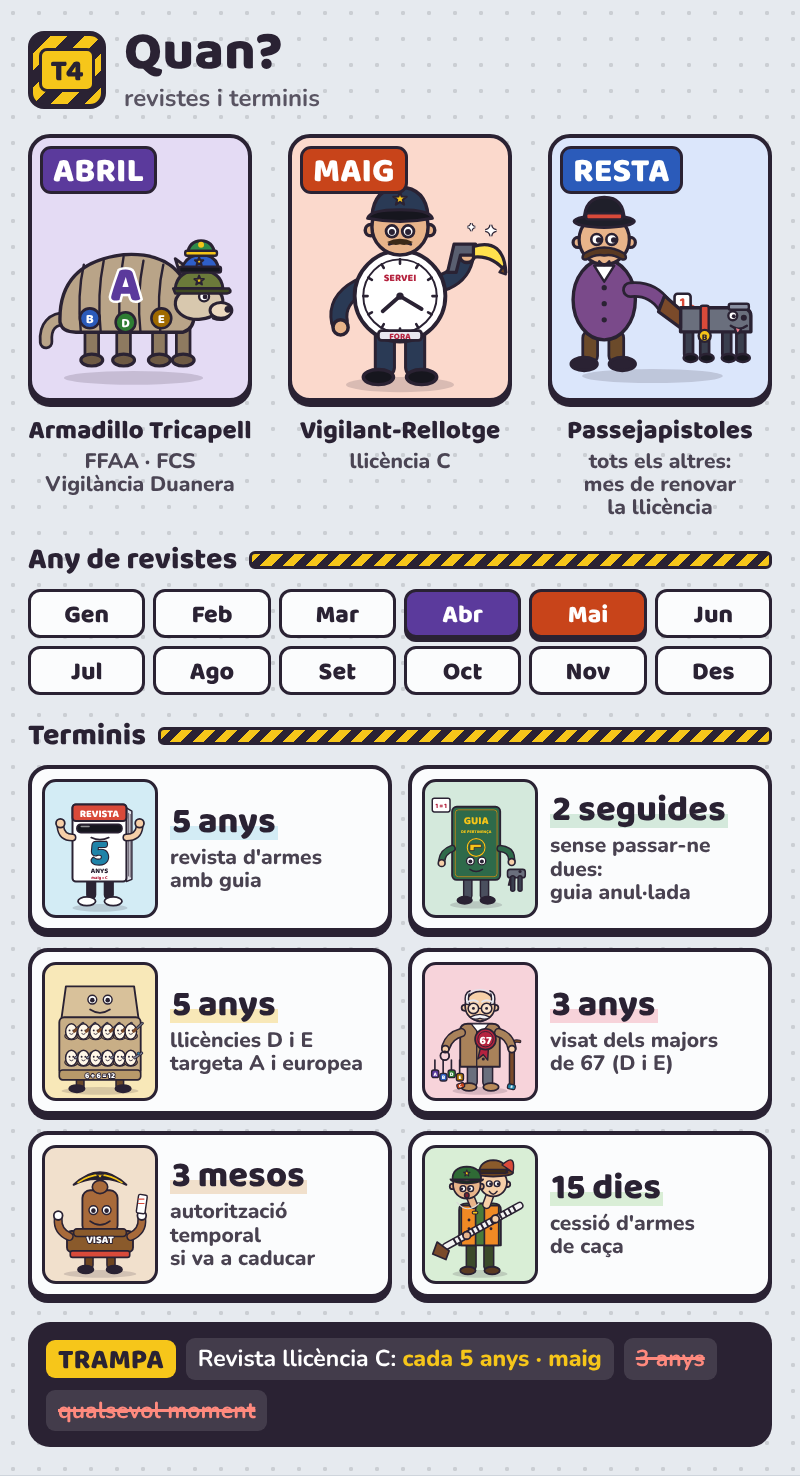 T4
Quan?
revistes i terminis
ABRIL
MAIG
RESTA
A
B
D
E
SERVEI
FORA
1
B
Armadillo Tricapell
FFAA · FCS
Vigilància Duanera
Vigilant-Rellotge
llicència C
Passejapistoles
tots els altres:
mes de renovar
la llicència
Any de revistes
Gen
Feb
Mar
Abr
Mai
Jun
Jul
Ago
Set
Oct
Nov
Des
Terminis
REVISTA
5
ANYS
maig • C
5 anys
revista d'armes
amb guia
1+1
GUIA
DE PERTINENÇA
2 seguides
sense passar-ne
dues:
guia anul·lada
6 + 6 = 12
5 anys
llicències D i E
targeta A i europea
67
A
B
D
E
3 anys
visat dels majors
de 67 (D i E)
VISAT
3 mesos
autorització
temporal
si va a caducar
15 dies
cessió d'armes
de caça
TRAMPA
Revista llicència C: cada 5 anys · maig
3 anys
qualsevol moment